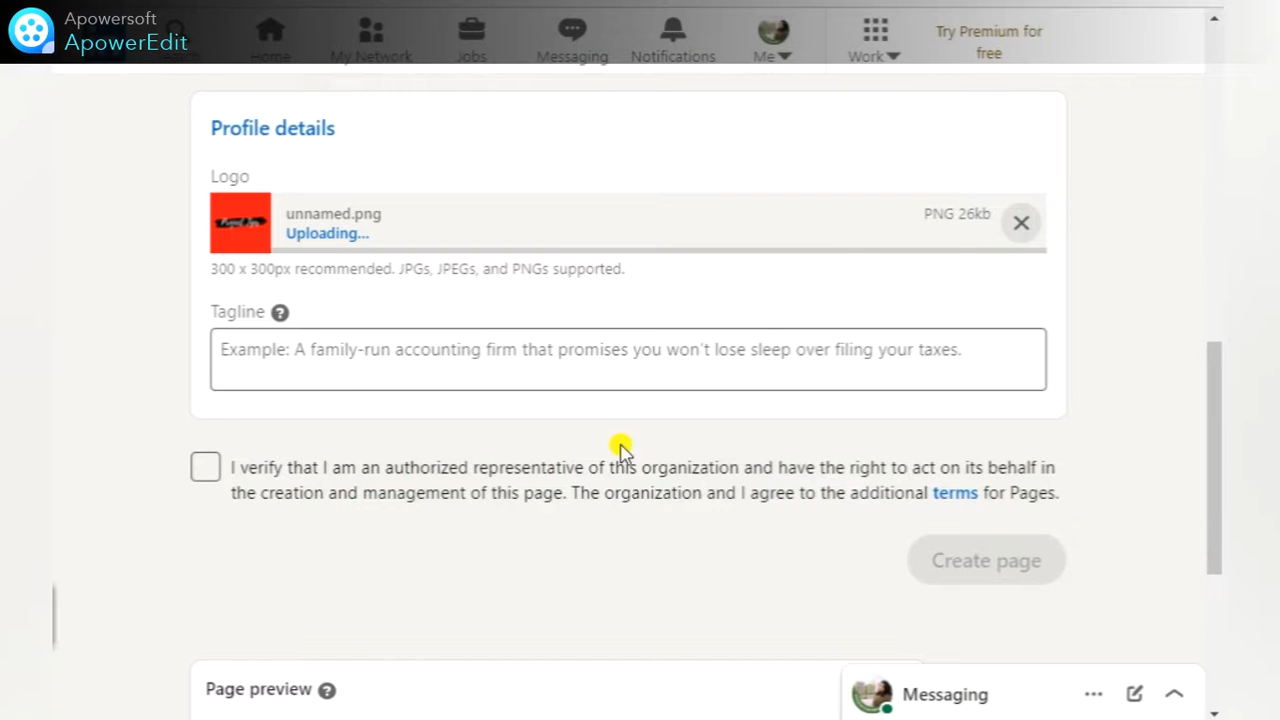 Apowersoft
ApowerEdit
Home
My Network
Jobs
Messaging
Notifications
Me
Work
Try Premium for
free
Profile details
Logo
unnamed.png
PNG 26kb
Uploading...
300 x 300px recommended. JPGs, JPEGs, and PNGs supported.
Tagline
Example: A family-run accounting firm that promises you won't lose sleep over filing your taxes.
I verify that I am an authorized representative of this organization and have the right to act on its behalf in
the creation and management of this page. The organization and I agree to the additional terms for Pages.
Create page
Page preview
Messaging